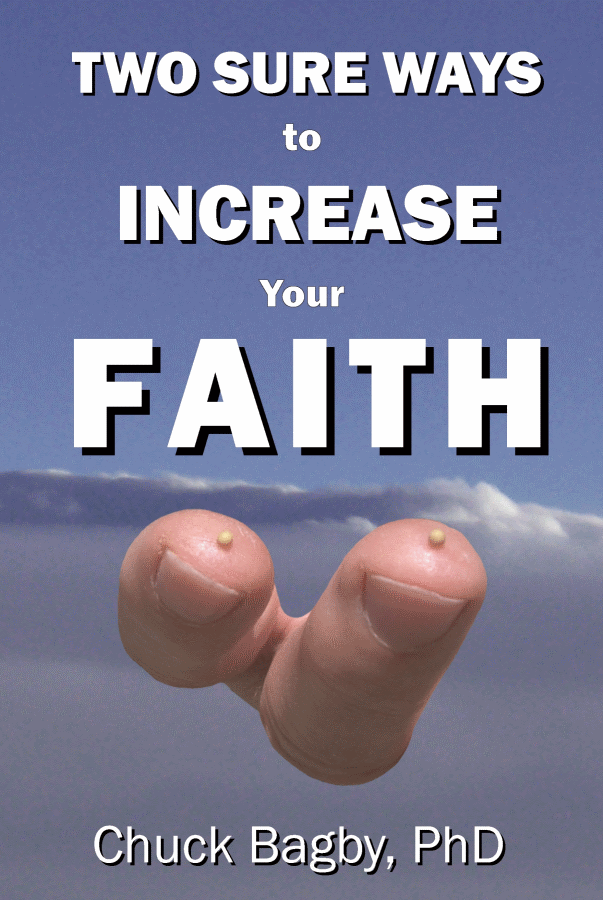 TWO SURE WAYS
to
INCREASE
Your
FAITH
Chuck Bagby, PhD